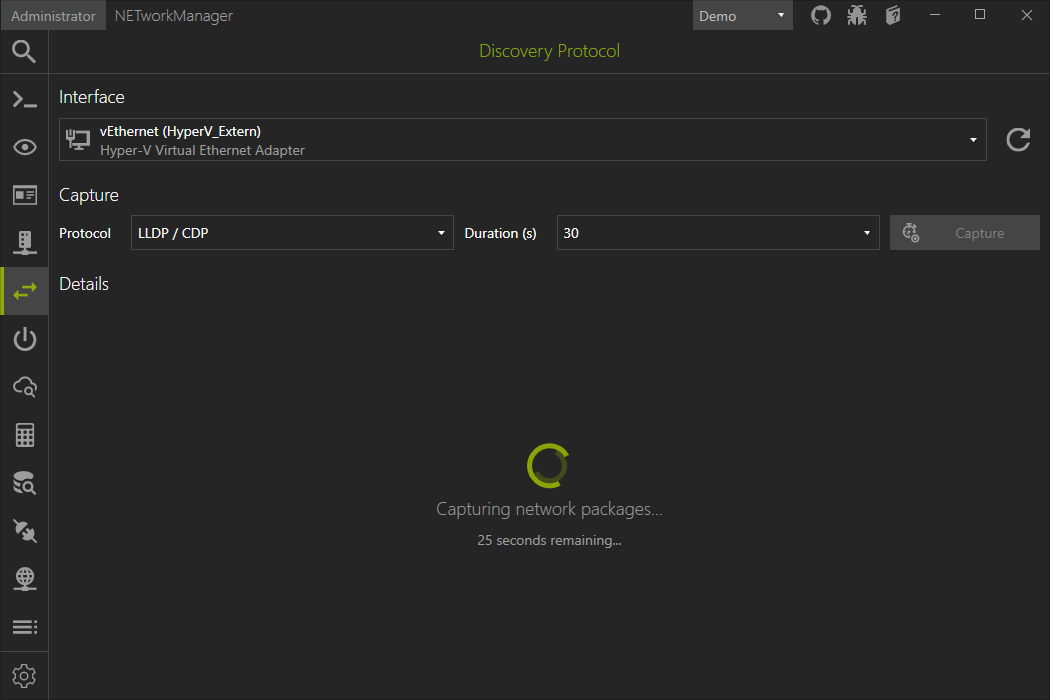 Administrator NETworkManager Demo
Discovery Protocol
Interface
vEthernet (HyperV_Extern)
Hyper-V Virtual Ethernet Adapter
Capture
Protocol LLDP / CDP Duration (s) 30 Capture
Details
Capturing network packages...
25 seconds remaining...